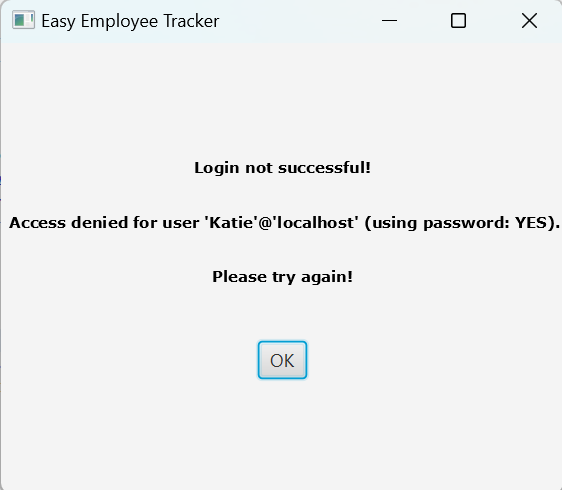 Easy Employee Tracker
Login not successful!
Access denied for user 'Katie'@'localhost' (using password: YES).
Please try again!
OK